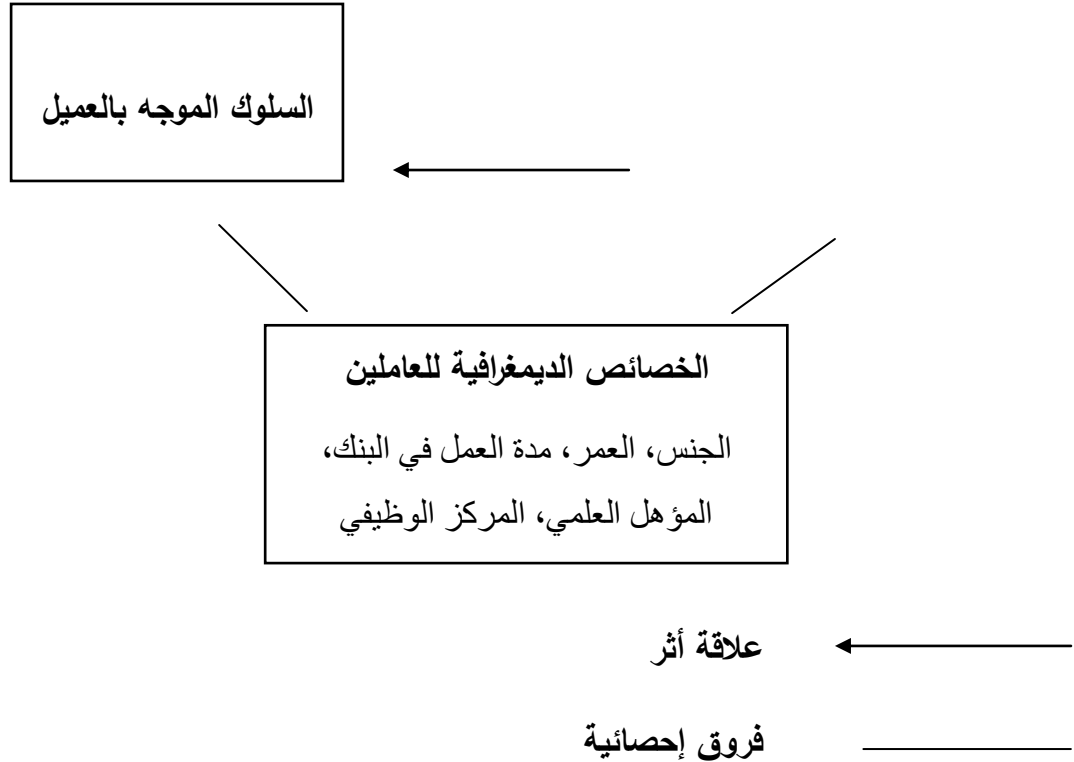 السلوك الموجه بالعميل
الخصائص الديمغرافية للعاملين
الجنس، العمر، مدة العمل في البنك،
المؤهل العلمي، المركز الوظيفي
علاقة أثر
فروق إحصائية